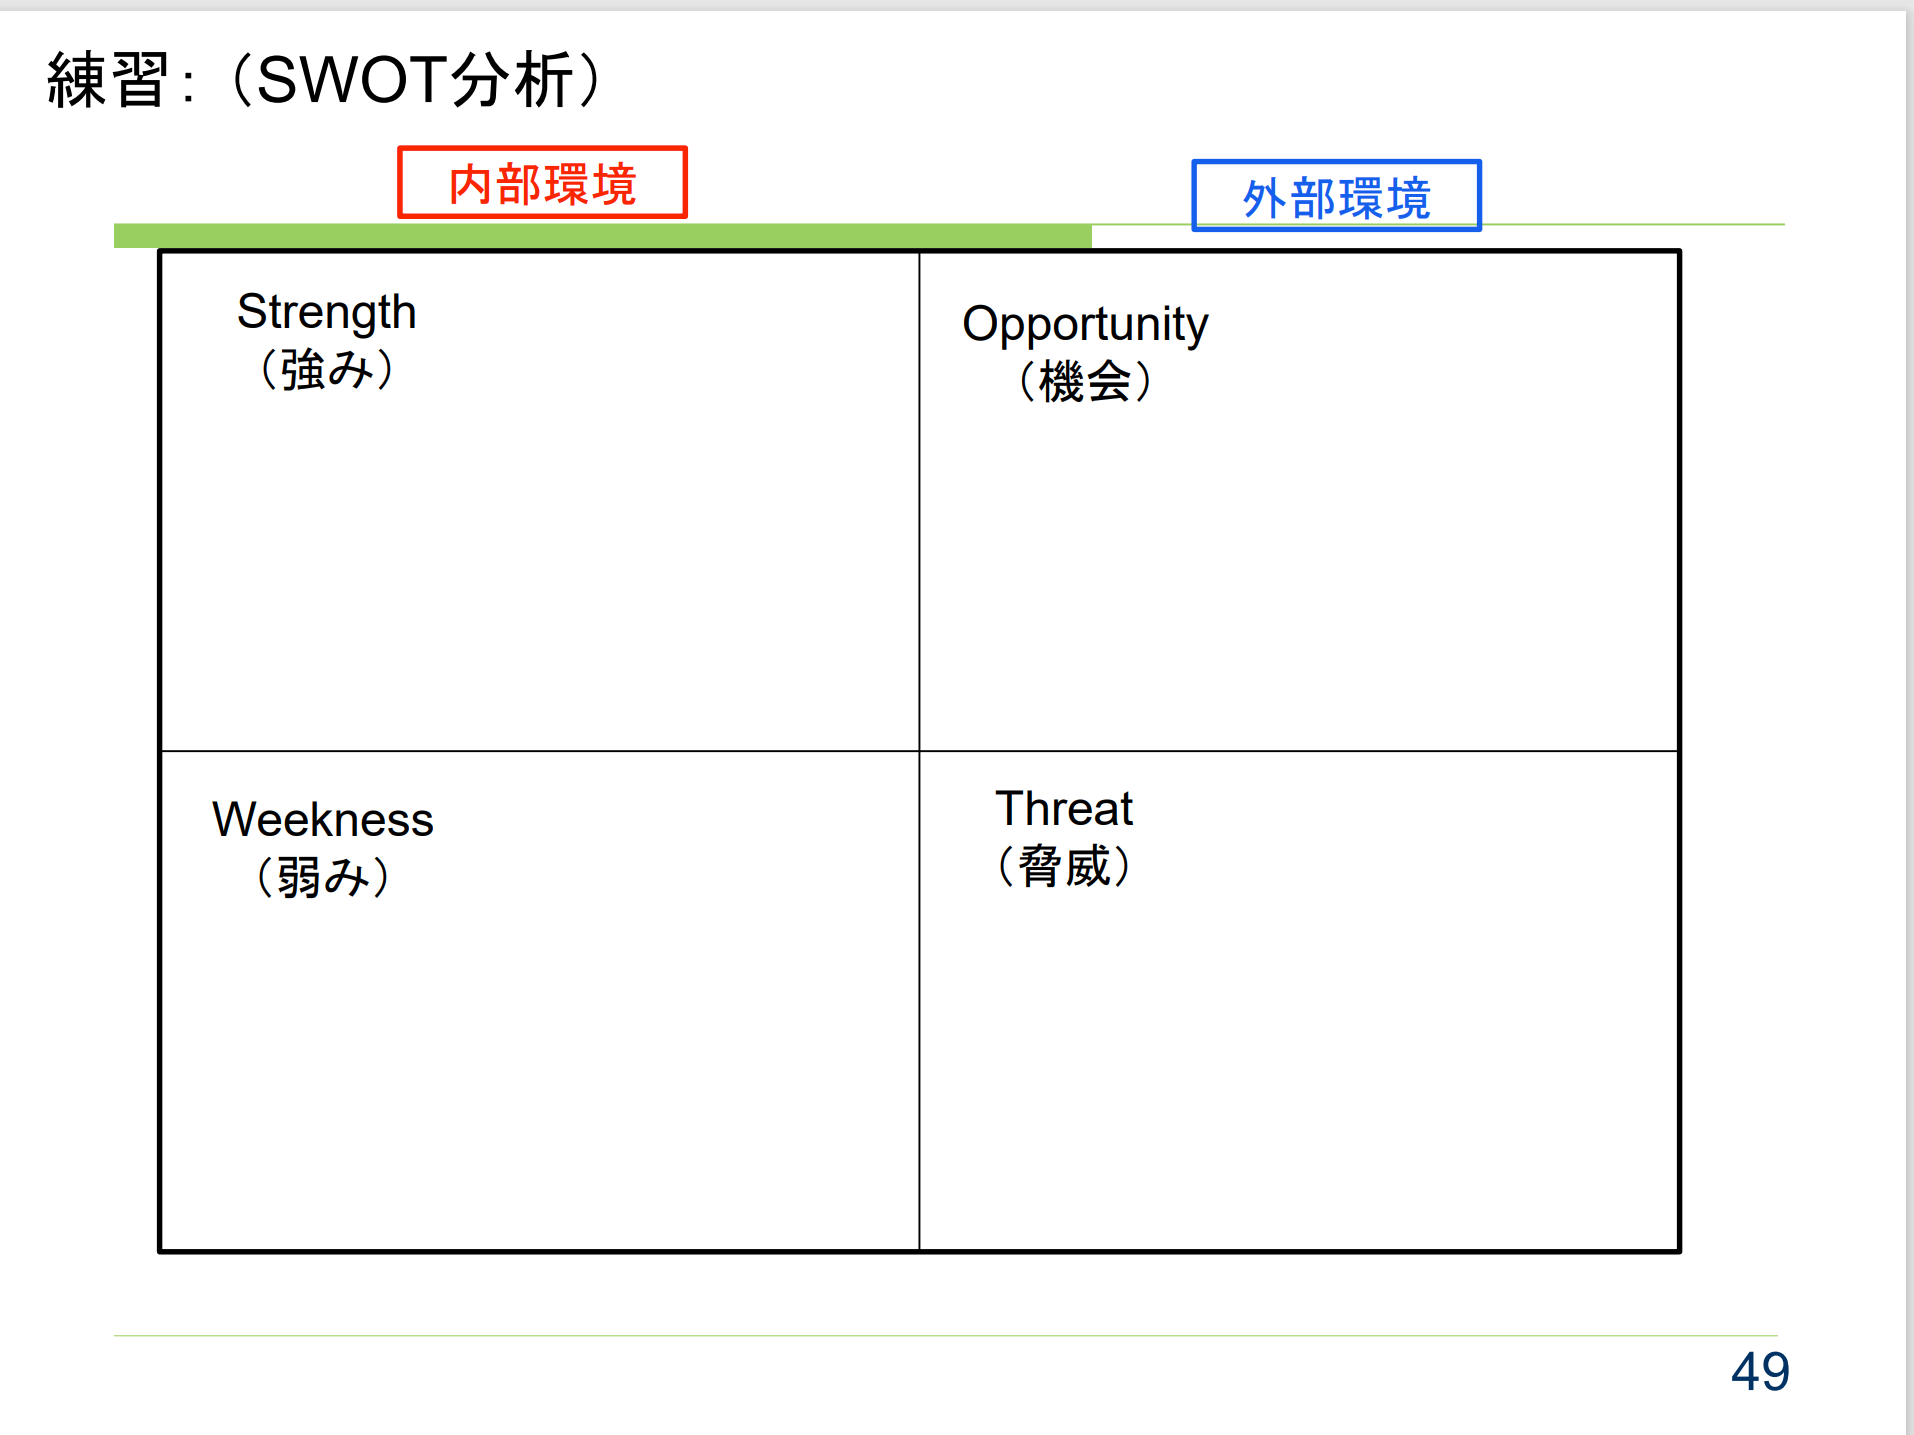 練習：（SWOT分析）
内部環境
外部環境
Strength
（強み）
Opportunity
（機会）
Weekness
（弱み）
Threat
（脅威）
49